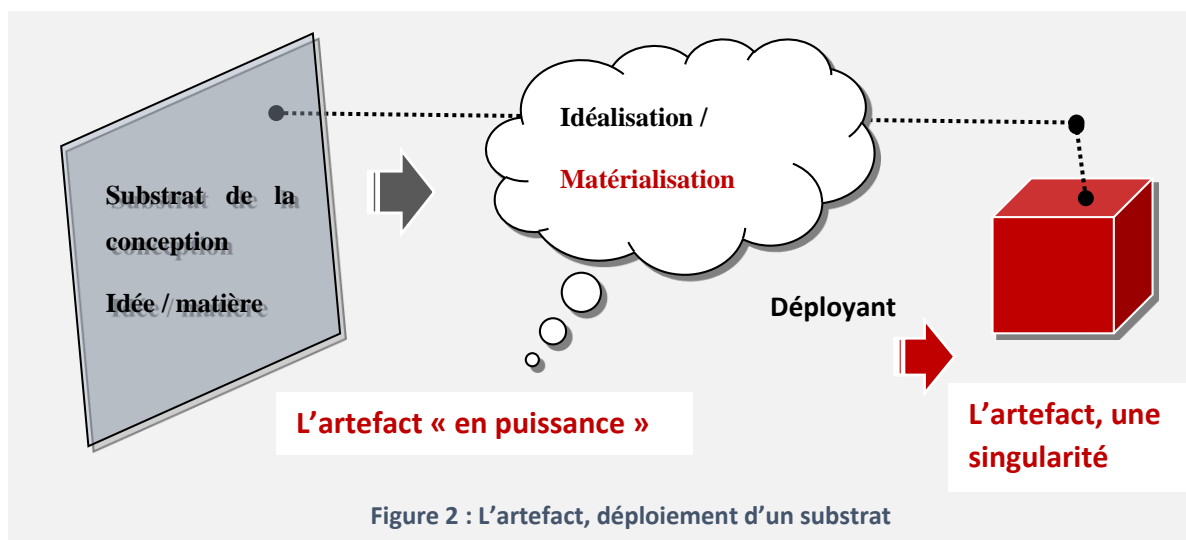 Substrat de la
conception
Idée / matière
Idéalisation /
Matérialisation
Déployant
L’artefact « en puissance »
L’artefact, une
singularité
Figure 2 : L’artefact, déploiement d’un substrat